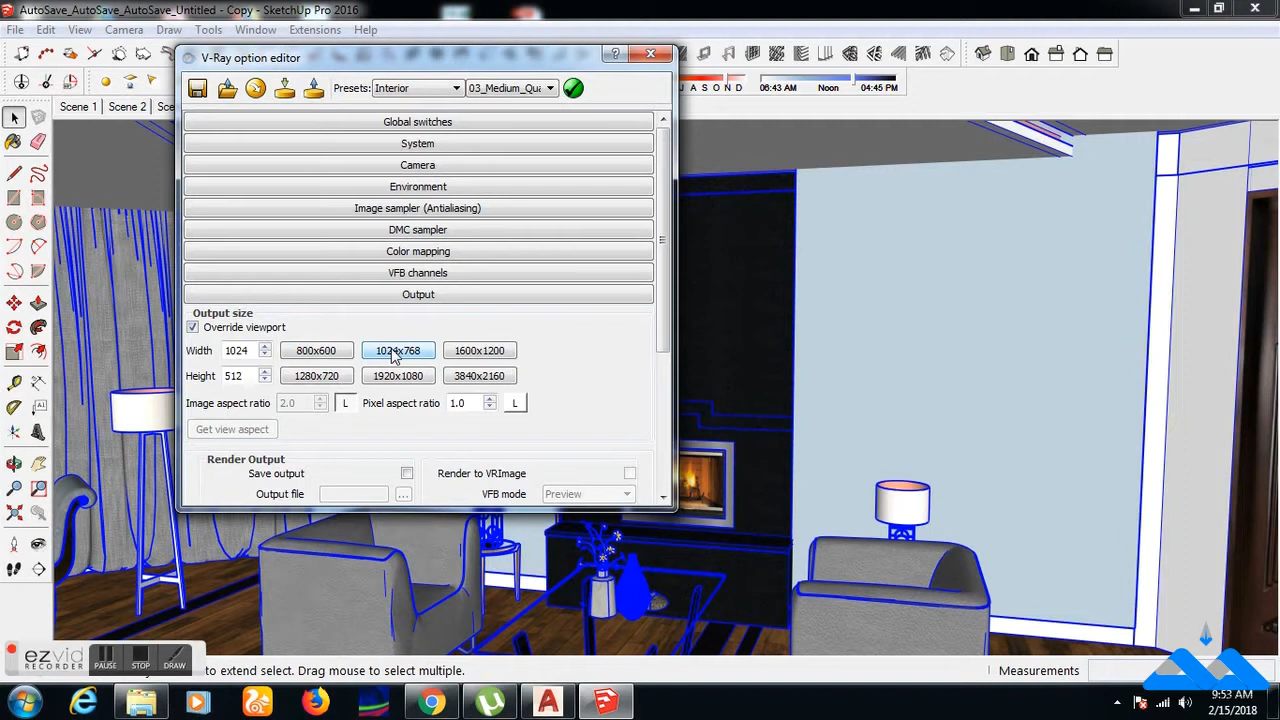 AutoSave_AutoSave_AutoSave_Untitled - Copy - SketchUp Pro 2016
File Edit View Camera Draw Tools Window Extensions Help
V-Ray option editor
Presets: Interior 03_Medium_Qua
J A S O N D 06:43 AM Noon 04:45 PM
Scene 1 Scene 2 Sce
Global switches
System
Camera
Environment
Image sampler (Antialiasing)
DMC sampler
Color mapping
VFB channels
Output
Output size
Override viewport
Width 1024 800x600 1024x768 1600x1200
Height 512 1280x720 1920x1080 3840x2160
Image aspect ratio 2.0 L Pixel aspect ratio 1.0 L
Get view aspect
Render Output
Save output Render to VRImage
Output file ... VFB mode Preview
ezvid
RECORDER
PAUSE STOP DRAW
to extend select. Drag mouse to select multiple.
Measurements
9:53 AM
2/15/2018